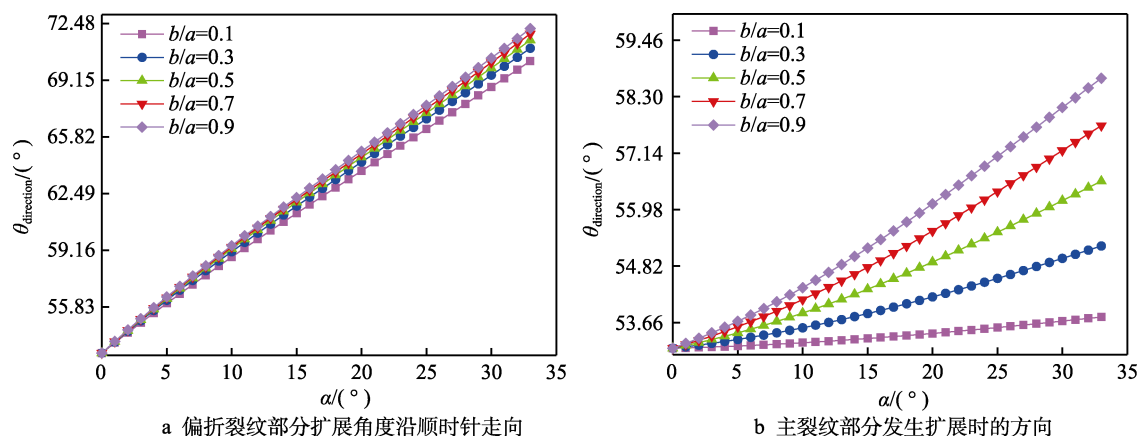 72.48
69.15
65.82
62.49
59.16
55.83
θdirection/(°)
b/a=0.1
b/a=0.3
b/a=0.5
b/a=0.7
b/a=0.9
0 5 10 15 20 25 30 35
α/(°)
a 偏折裂纹部分扩展角度沿顺时针走向
59.46
58.30
57.14
55.98
54.82
53.66
θdirection/(°)
b/a=0.1
b/a=0.3
b/a=0.5
b/a=0.7
b/a=0.9
0 5 10 15 20 25 30 35
α/(°)
b 主裂纹部分发生扩展时的方向